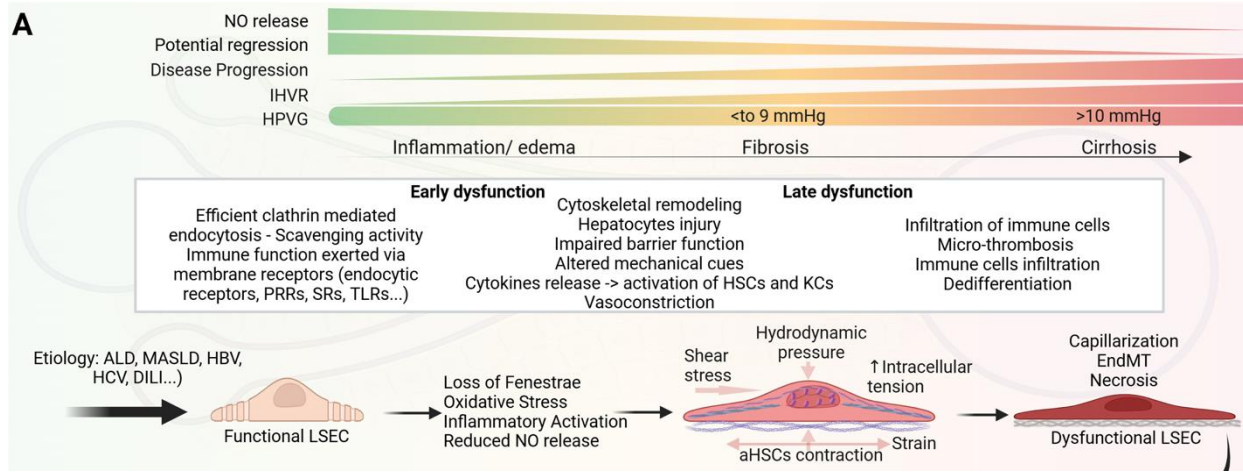 A
NO release
Potential regression
Disease Progression
IHVR
HPVG
<to 9 mmHg
>10 mmHg
Inflammation/ edema
Fibrosis
Cirrhosis
Early dysfunction
Late dysfunction
Efficient clathrin mediated
endocytosis - Scavenging activity
Immune function exerted via
membrane receptors (endocytic
receptors, PRRs, SRs, TLRs...)
Cytoskeletal remodeling
Hepatocytes injury
Impaired barrier function
Altered mechanical cues
Cytokines release -> activation of HSCs and KCs
Vasoconstriction
Infiltration of immune cells
Micro-thrombosis
Immune cells infiltration
Dedifferentiation
Etiology: ALD, MASLD, HBV,
HCV, DILI...)
Functional LSEC
Loss of Fenestrae
Oxidative Stress
Inflammatory Activation
Reduced NO release
Shear
stress
Hydrodynamic
pressure
↑Intracellular
tension
Strain
aHSCs contraction
Capillarization
EndMT
Necrosis
Dysfunctional LSEC